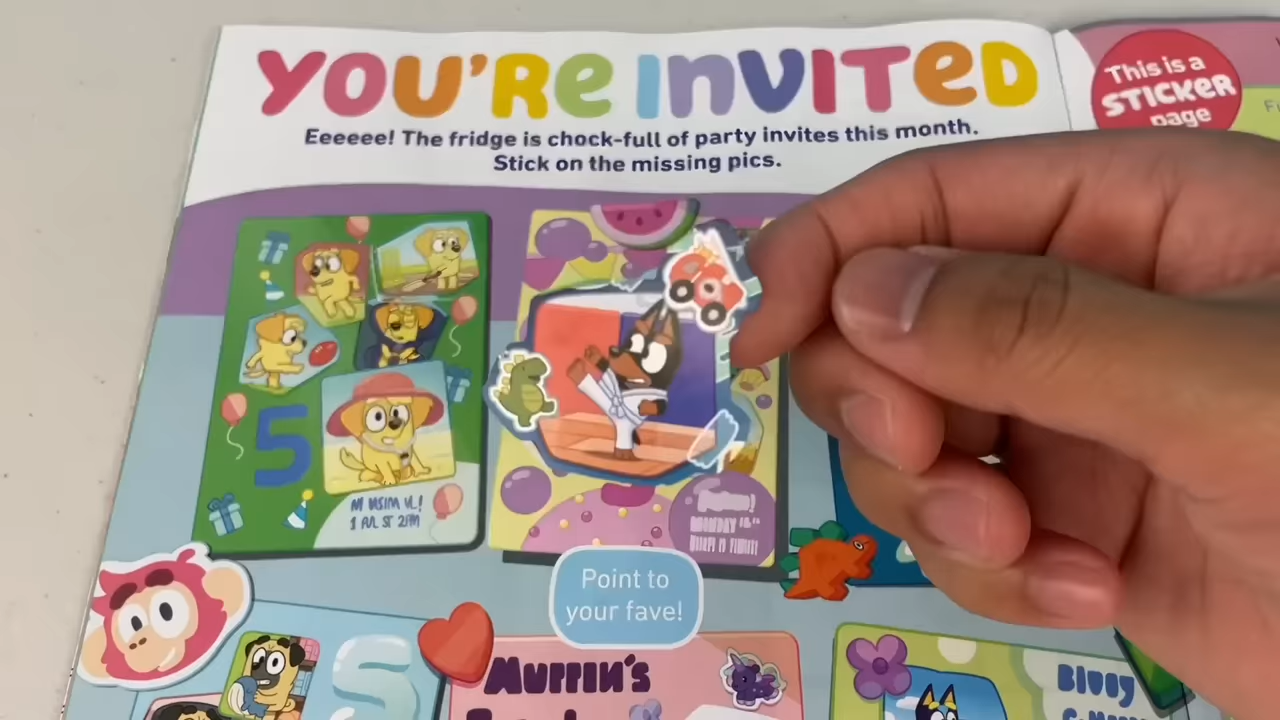 YOU'RE INVITED
Eeeeee! The fridge is chock-full of party invites this month.
Stick on the missing pics.
This is a
STICKER
page
5
Point to
your fave!
5
MUFFIN'S